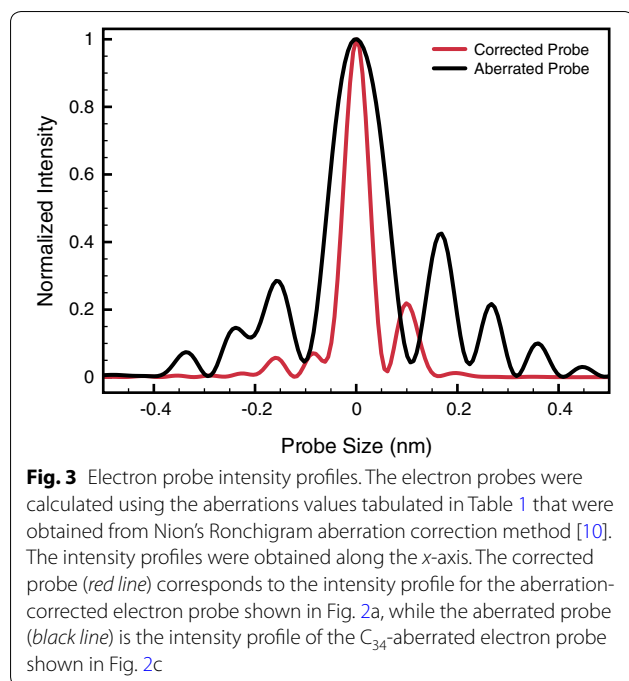 Corrected Probe
Aberrated Probe
1
0.8
0.6
0.4
0.2
0
Normalized Intensity
-0.4 -0.2 0 0.2 0.4
Probe Size (nm)
Fig. 3 Electron probe intensity profiles. The electron probes were
calculated using the aberrations values tabulated in Table 1 that were
obtained from Nion's Ronchigram aberration correction method [10].
The intensity profiles were obtained along the x-axis. The corrected
probe (red line) corresponds to the intensity profile for the aberration-
corrected electron probe shown in Fig. 2a, while the aberrated probe
(black line) is the intensity profile of the C34-aberrated electron probe
shown in Fig. 2c